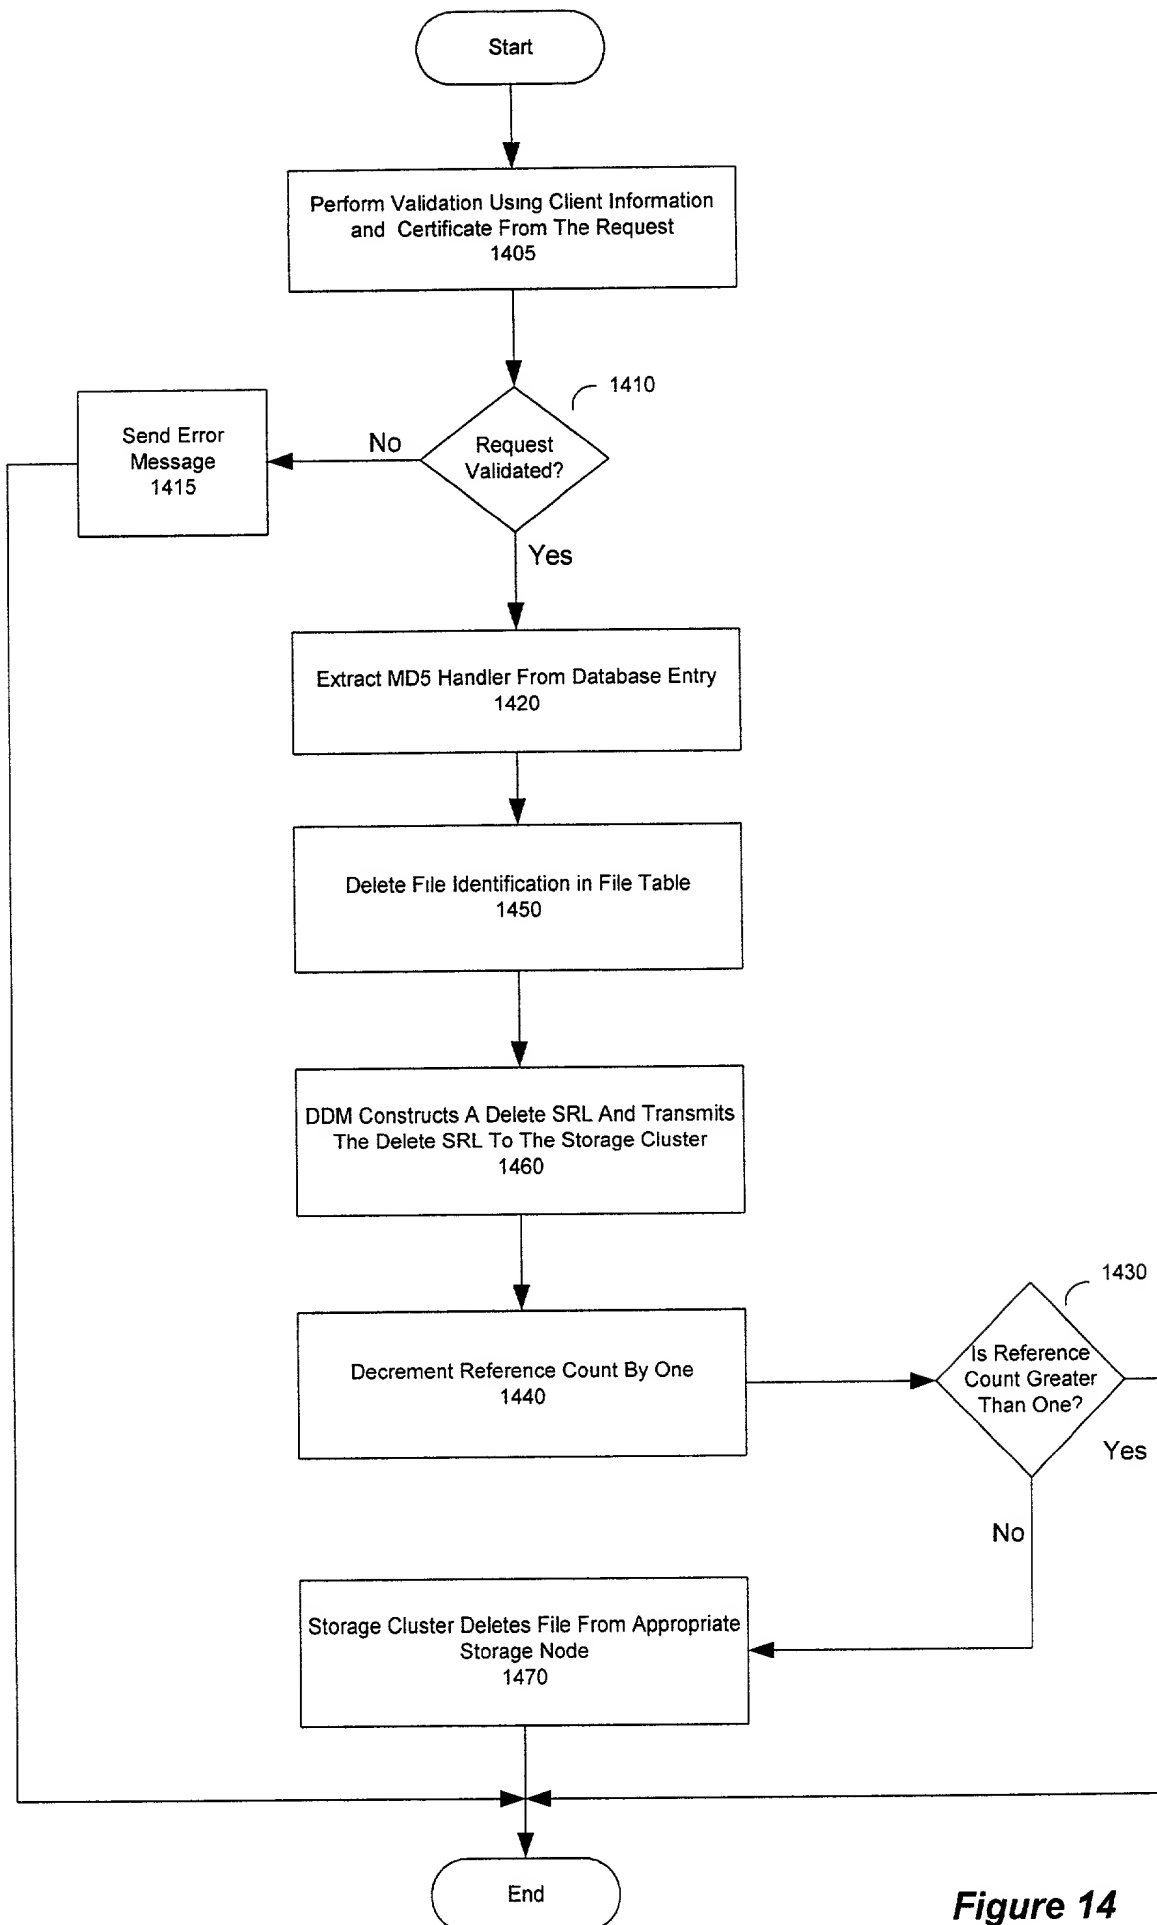 Start
Perform Validation Using Client Information
and Certificate From The Request
1405
1410
Request
Validated?
No
Send Error
Message
1415
Yes
Extract MD5 Handler From Database Entry
1420
Delete File Identification in File Table
1450
DDM Constructs A Delete SRL And Transmits
The Delete SRL To The Storage Cluster
1460
Decrement Reference Count By One
1440
1430
Is Reference
Count Greater
Than One?
Yes
No
Storage Cluster Deletes File From Appropriate
Storage Node
1470
End
Figure 14